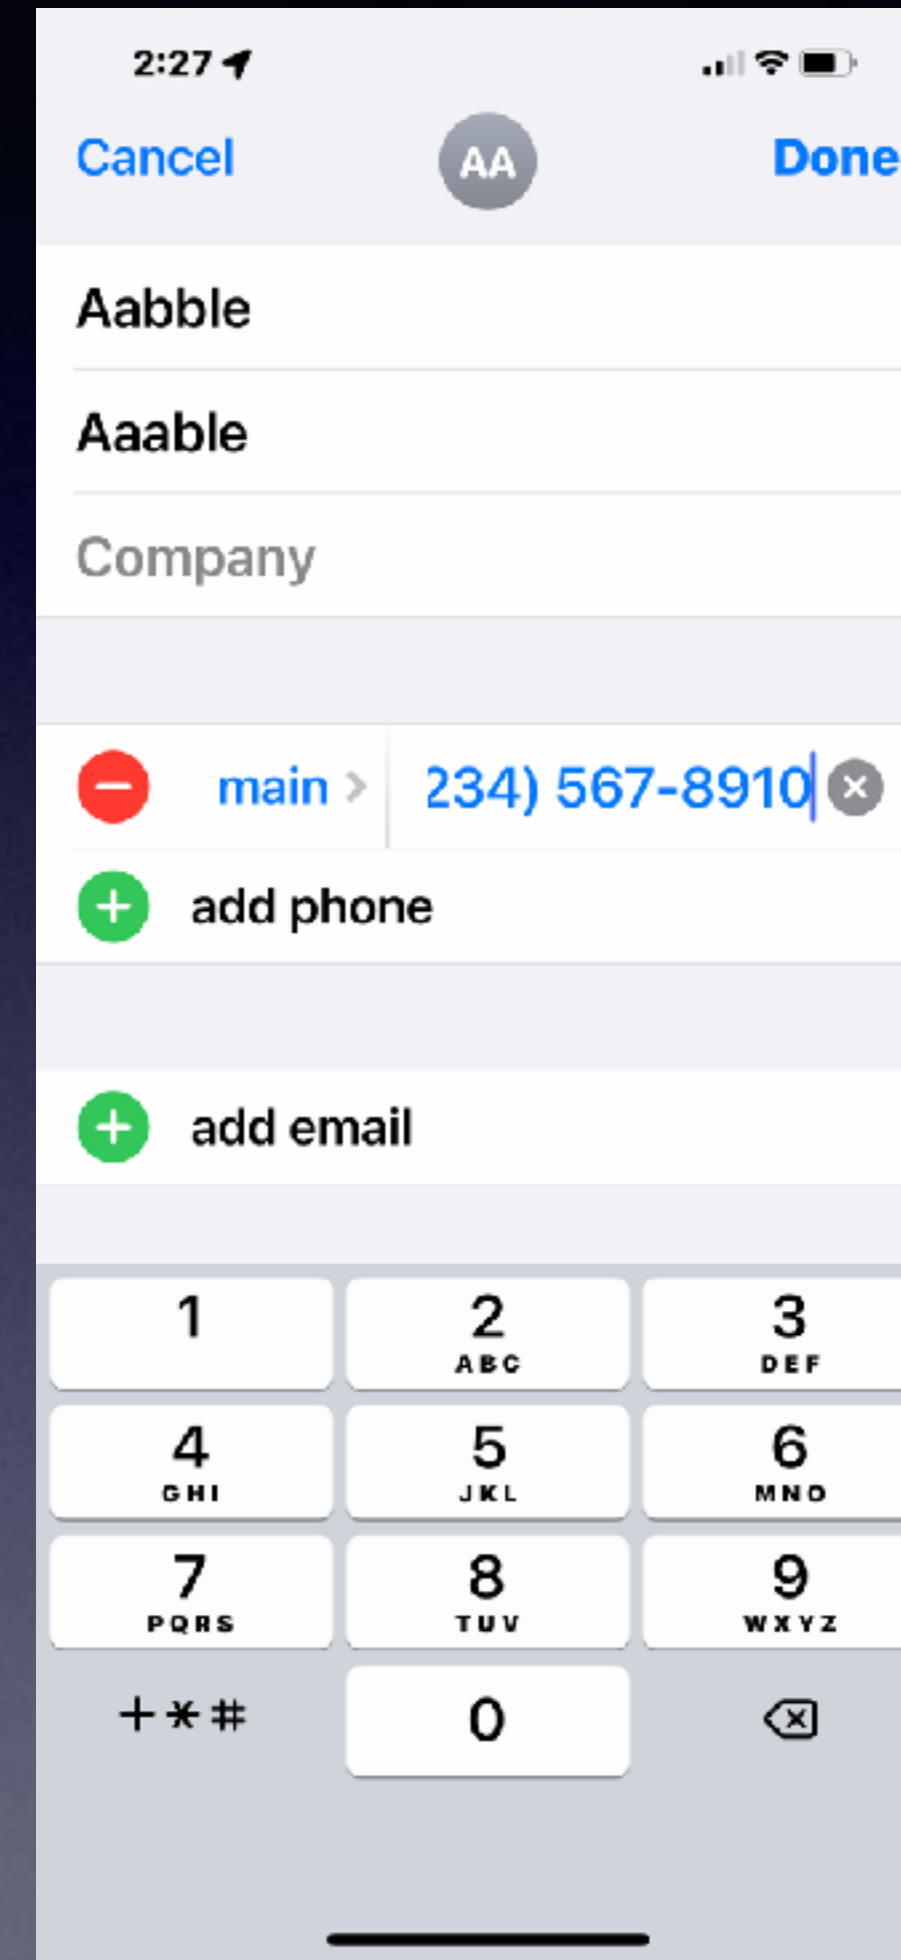 2:27
Cancel AA Done
Aabble
Aaable
Company
main 234) 567-8910
add phone
add email
1 2 3
ABC DEF
4 5 6
GHI JKL MNO
7 8 9
PQRS TUV WXYZ
+*# 0